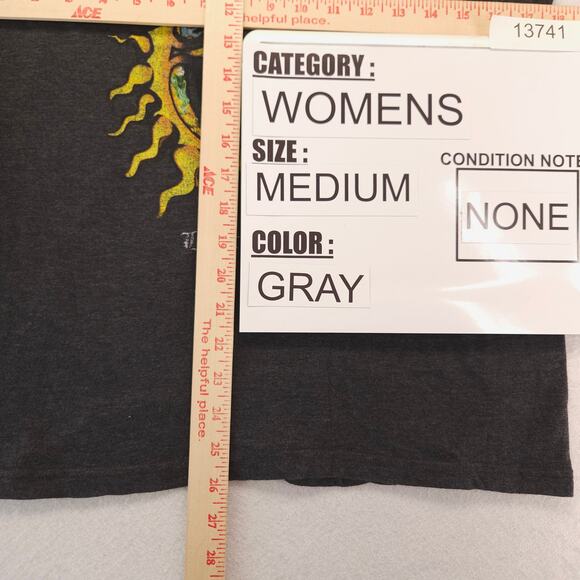 ACE
helpful place.
13741
CATEGORY :
WOMENS
SIZE :
MEDIUM
CONDITION NOTE
NONE
COLOR :
GRAY
ACE
The helpful place.